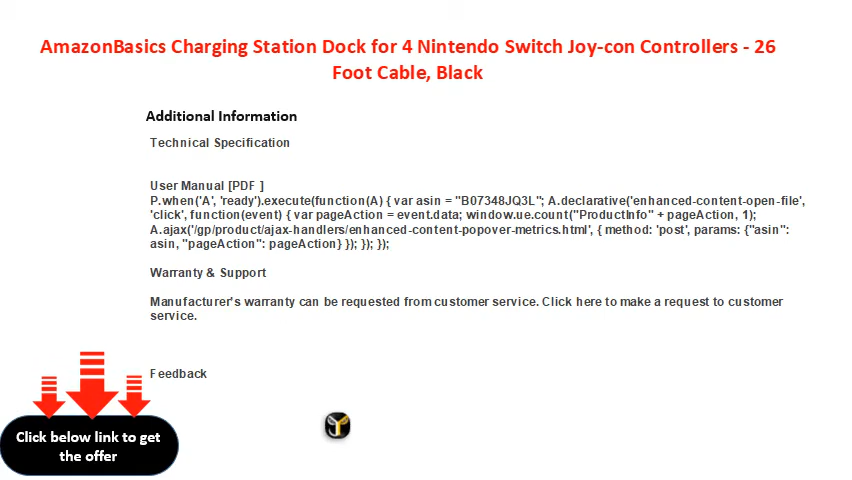 AmazonBasics Charging Station Dock for 4 Nintendo Switch Joy-con Controllers - 26
Foot Cable, Black
Additional Information
Technical Specification
User Manual [PDF ]
P.when('A', 'ready').execute(function(A) { var asin = "B07348JQ3L"; A.declarative('enhanced-content-open-file',
'click', function(event) { var pageAction = event.data; window.ue.count("ProductInfo" + pageAction, 1);
A.ajax('/gp/product/ajax-handlers/enhanced-content-popover-metrics.html', { method: 'post', params: {"asin":
asin, "pageAction": pageAction} }); }); });
Warranty & Support
Manufacturer's warranty can be requested from customer service. Click here to make a request to customer
service.
Feedback
Click below link to get
the offer